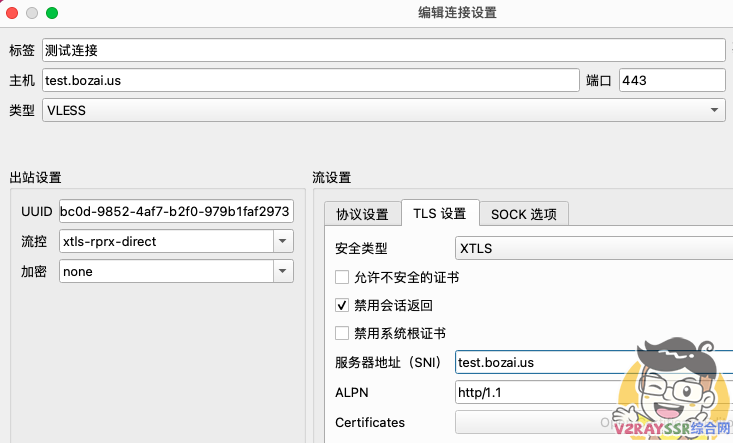 编辑连接设置
标签 测试连接
主机 test.bozai.us 端口 443
类型 VLESS
出站设置 流设置
UUID bc0d-9852-4af7-b2f0-979b1faf2973
流控 xtls-rprx-direct
加密 none
协议设置 TLS 设置 SOCK 选项
安全类型 XTLS
允许不安全的证书
禁用会话返回
禁用系统根证书
服务器地址（SNI） test.bozai.us
ALPN http/1.1
Certificates
V2RAYSSR综合网